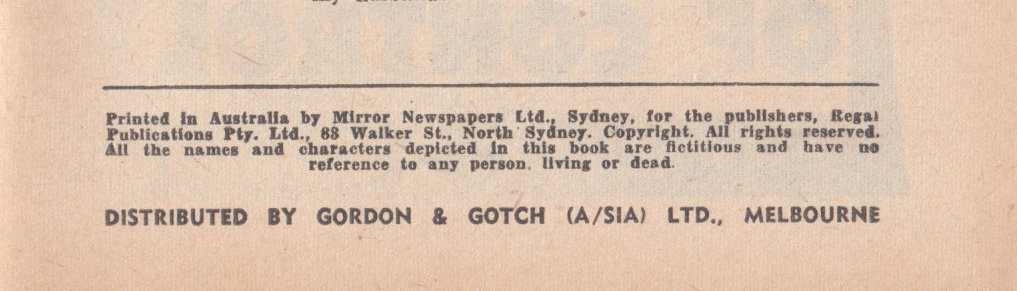 Printed in Australia by Mirror Newspapers Ltd., Sydney, for the publishers, Regal
Publications Pty. Ltd., 83 Walker St., North Sydney. Copyright. All rights reserved.
All the names and characters depicted in this book are fictitious and have no
reference to any person, living or dead.
DISTRIBUTED BY GORDON & GOTCH (A/SIA) LTD., MELBOURNE